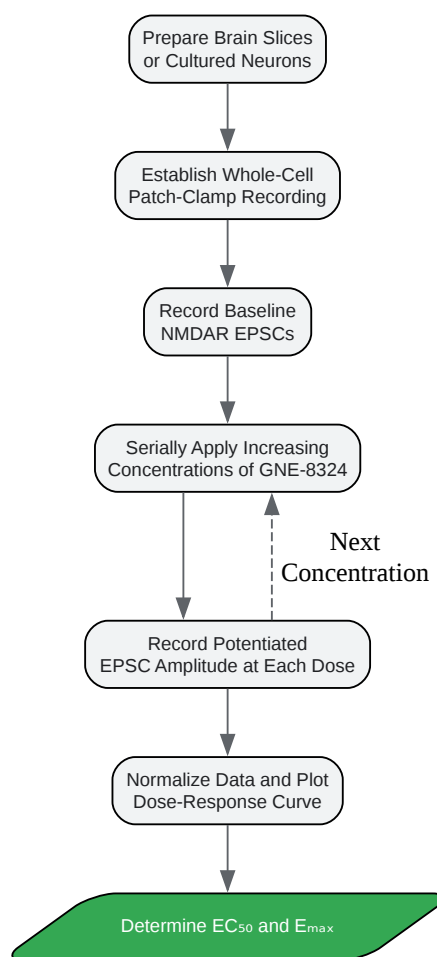 Prepare Brain Slices
or Cultured Neurons
Establish Whole-Cell
Patch-Clamp Recording
Record Baseline
NMDAR EPSCs
Serially Apply Increasing
Concentrations of GNE-8324
Next
Concentration
Record Potentiated
EPSC Amplitude at Each Dose
Normalize Data and Plot
Dose-Response Curve
Determine EC₅₀ and Eₘₐₓ